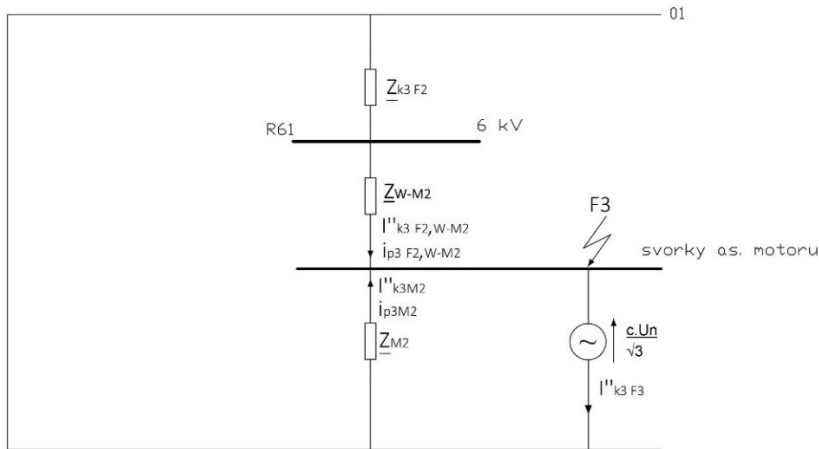 01
Zk3 F2
R61
6 kV
ZW-M2
F3
I"k3 F2,W-M2
ip3 F2,W-M2
svorky as. motoru
I"k3M2
ip3M2
ZM2
~
c.Un
√3
I"k3 F3